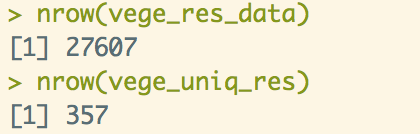 > nrow(vege_res_data)
[1] 27607
> nrow(vege_uniq_res)
[1] 357